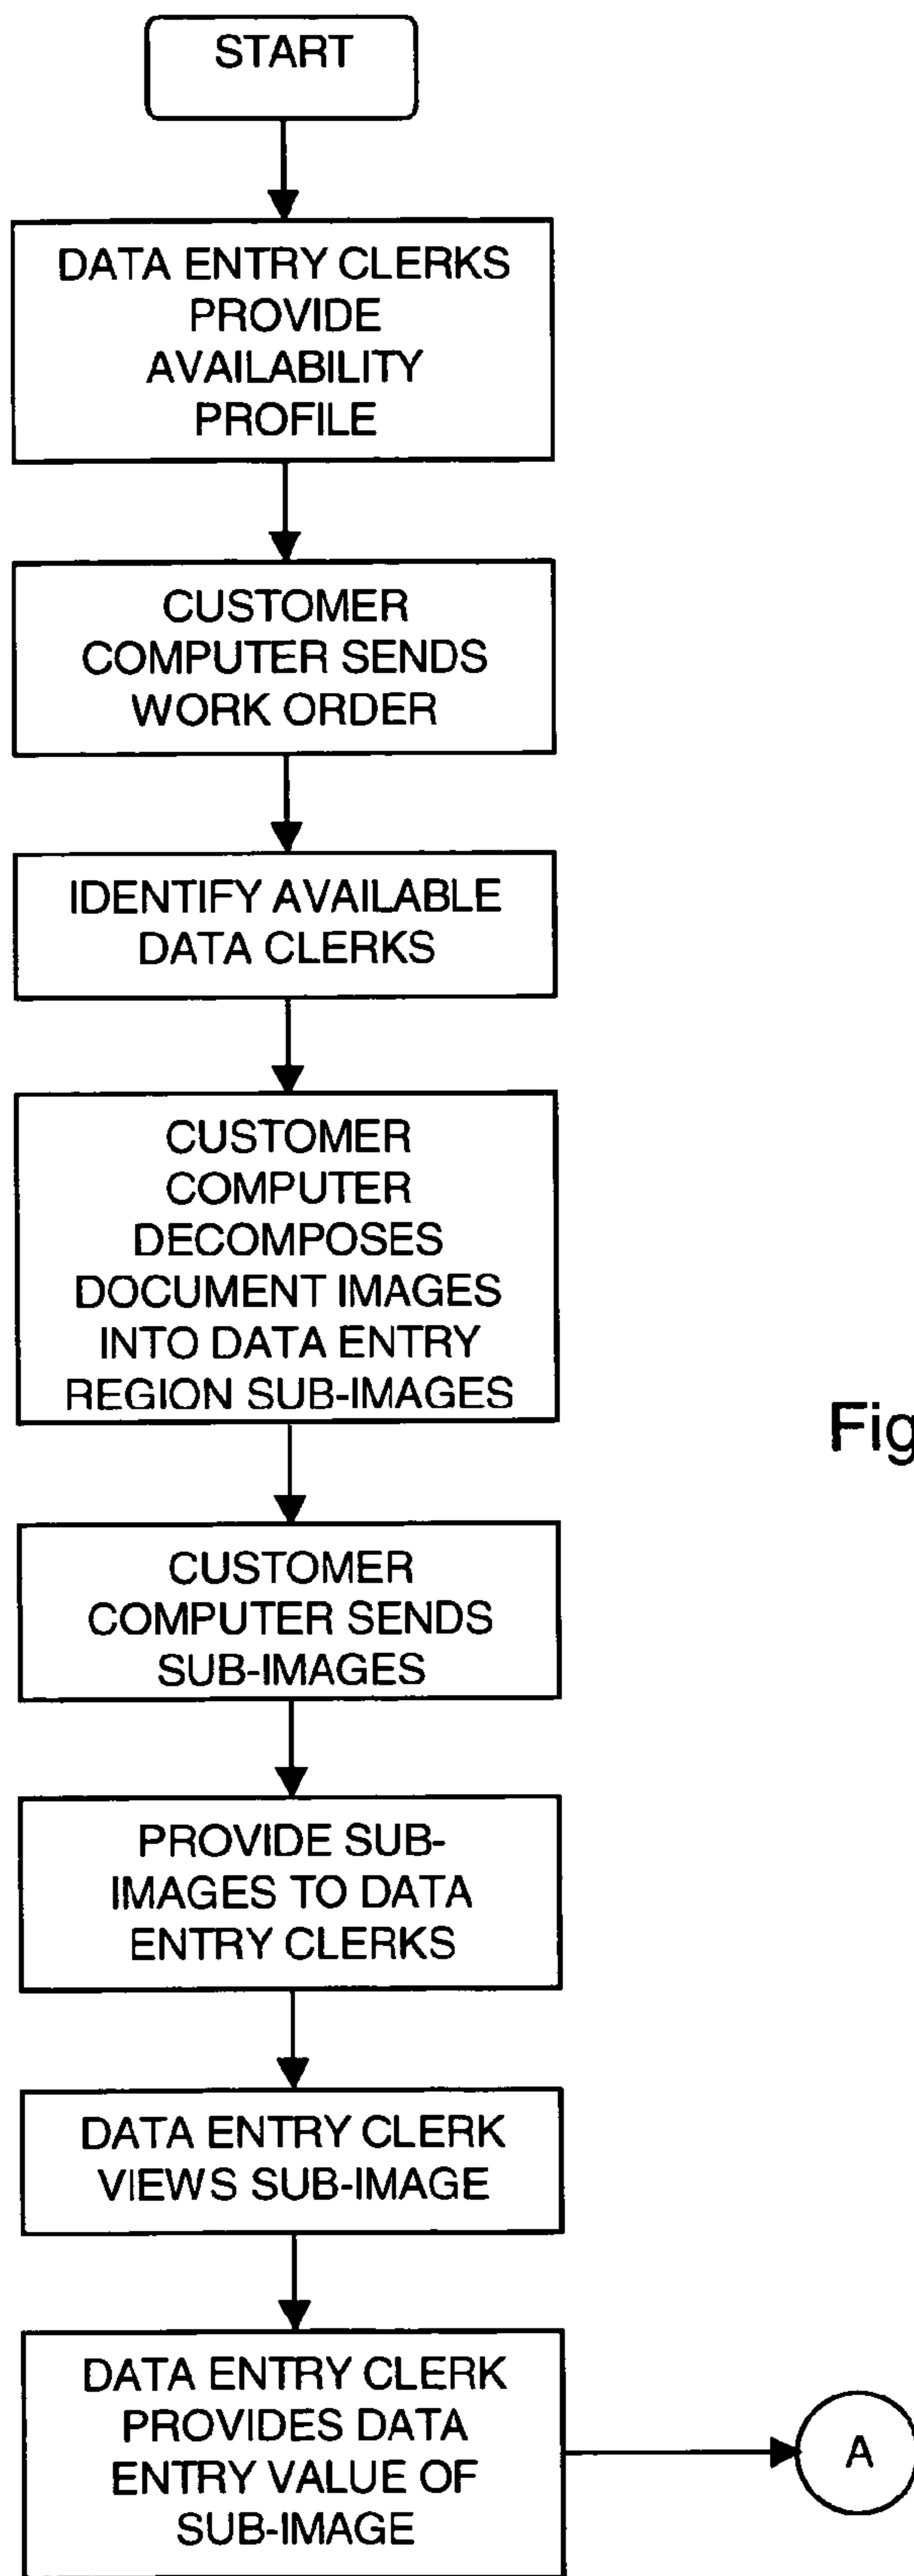 START
DATA ENTRY CLERKS
PROVIDE
AVAILABILITY
PROFILE
CUSTOMER
COMPUTER SENDS
WORK ORDER
IDENTIFY AVAILABLE
DATA CLERKS
CUSTOMER
COMPUTER
DECOMPOSES
DOCUMENT IMAGES
INTO DATA ENTRY
REGION SUB-IMAGES
Fig
CUSTOMER
COMPUTER SENDS
SUB-IMAGES
PROVIDE SUB-
IMAGES TO DATA
ENTRY CLERKS
DATA ENTRY CLERK
VIEWS SUB-IMAGE
DATA ENTRY CLERK
PROVIDES DATA
ENTRY VALUE OF
SUB-IMAGE
A